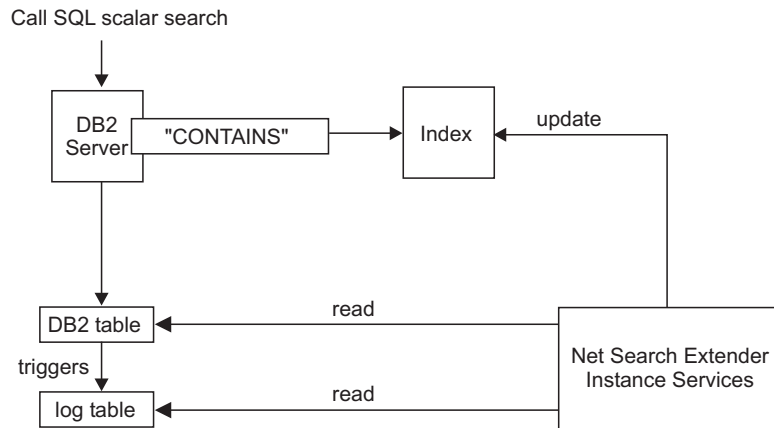 Call SQL scalar search
DB2
Server
"CONTAINS"
Index
update
DB2 table
read
triggers
Net Search Extender
Instance Services
log table
read